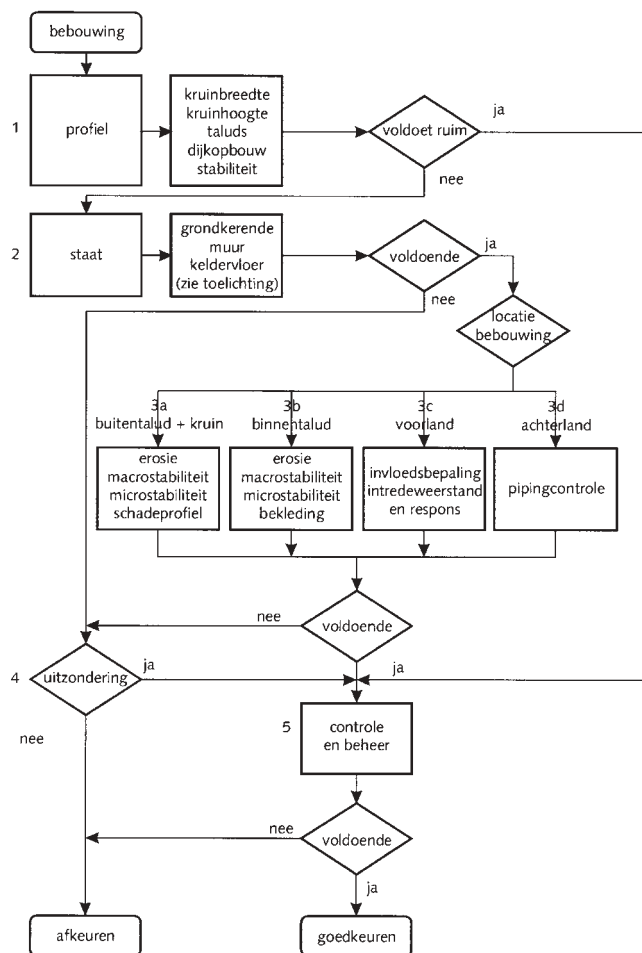 bebouwing
1
profiel
kruinbreedte
kruinhoogte
taluds
dijkopbouw
stabiliteit
voldoet ruim
ja
nee
2
staat
grondkerende
muur
keldervloer
(zie toelichting)
voldoende
ja
nee
locatie
bebouwing
3a
buitentalud + kruin
3b
binnentalud
3c
voorland
3d
achterland
erosie
macrostabiliteit
microstabiliteit
schadeprofiel
erosie
macrostabiliteit
microstabiliteit
bekleding
invloedsbepaling
intredeweerstand
en respons
pipingcontrole
nee
voldoende
4
uitzondering
ja
ja
nee
5
controle
en beheer
nee
voldoende
ja
afkeuren
goedkeuren